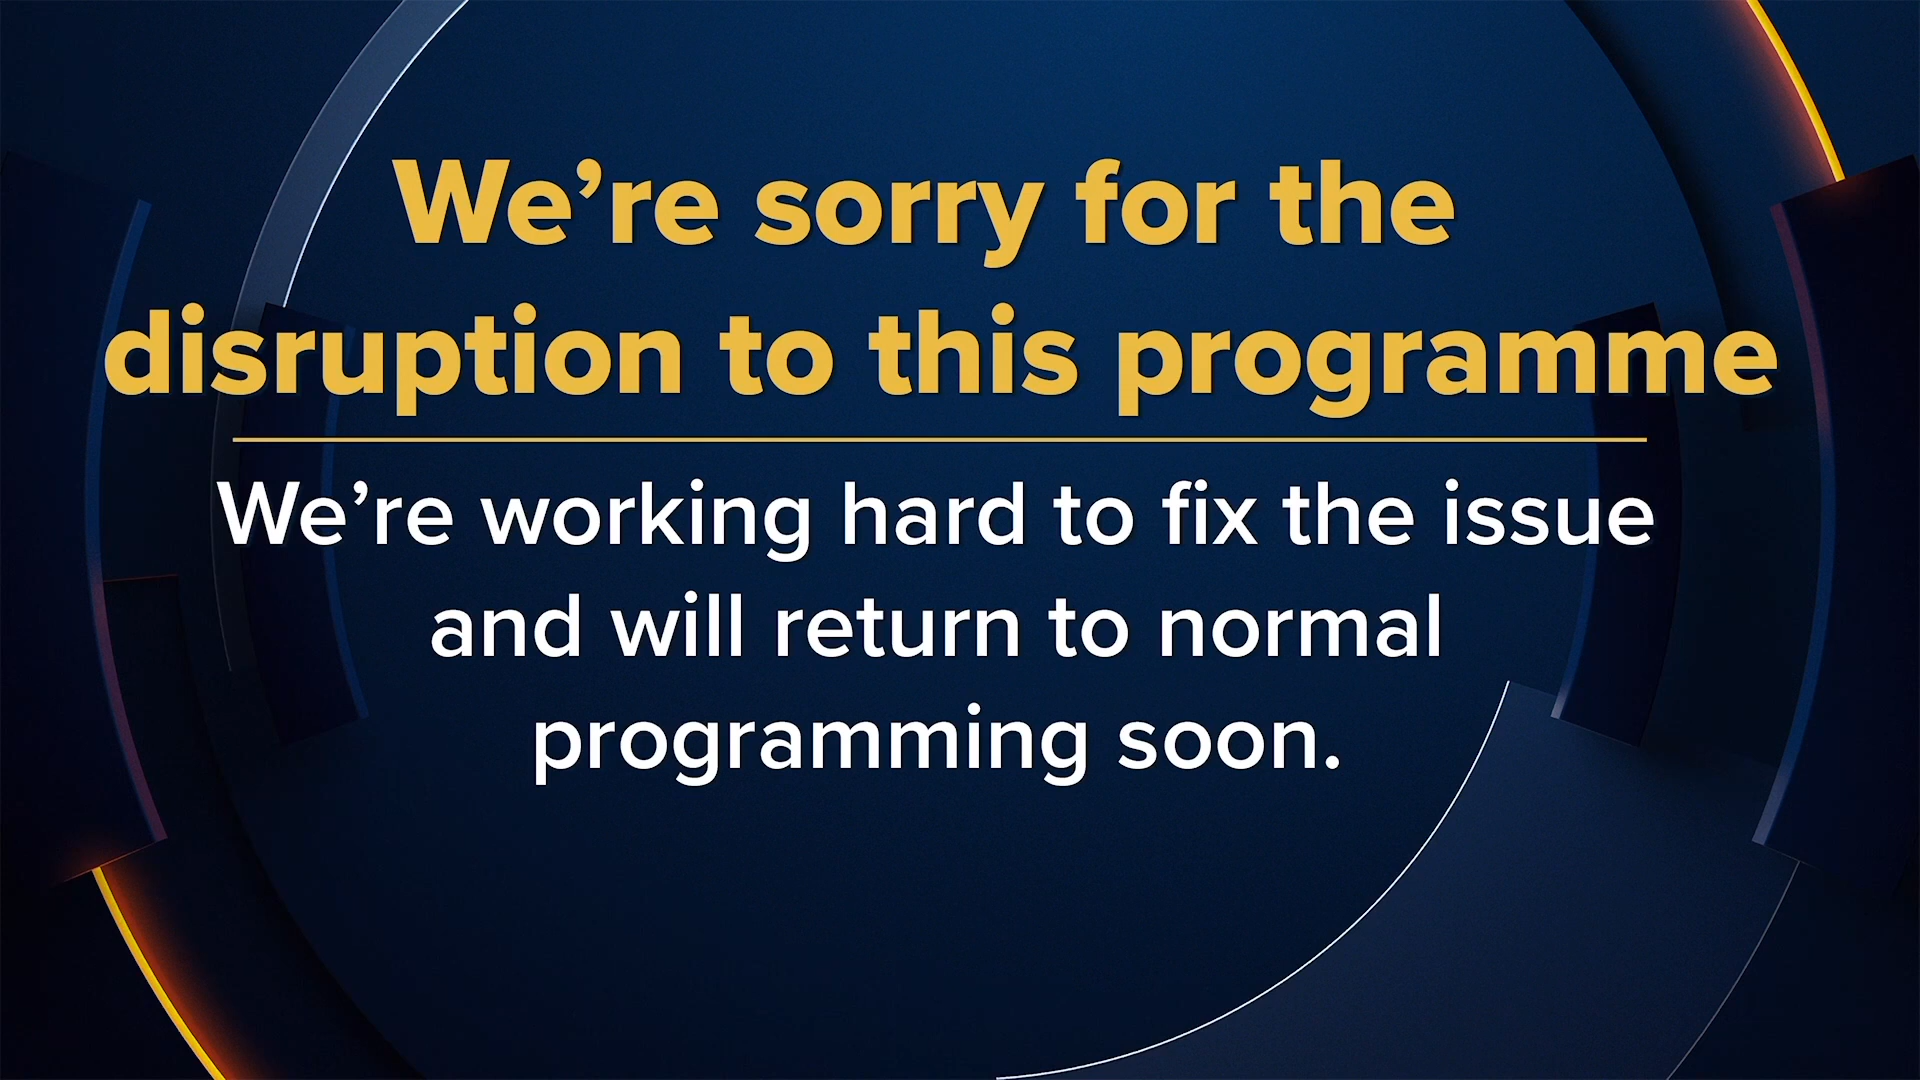 We’re sorry for the
disruption to this programme
We’re working hard to fix the issue
and will return to normal
programming soon.